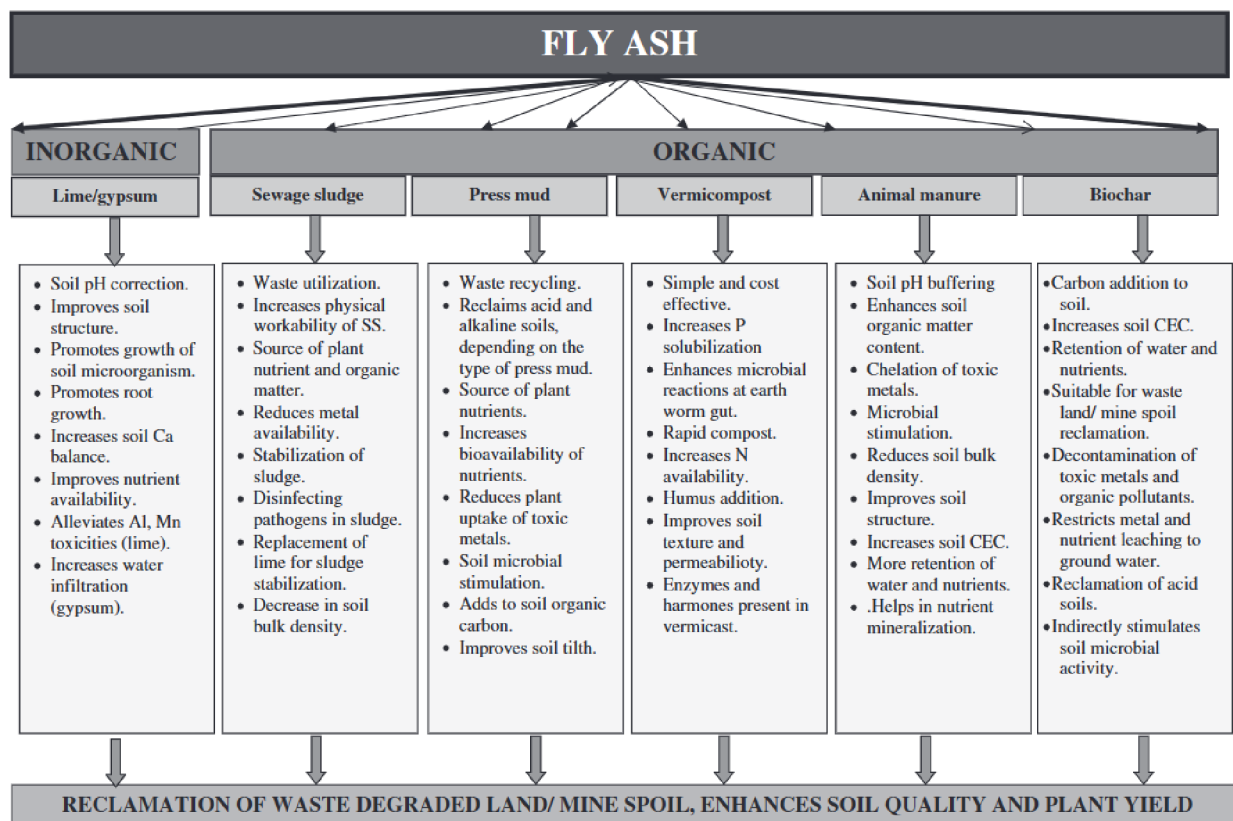 FLY ASH
INORGANIC
ORGANIC
Lime/gypsum
Sewage sludge
Press mud
Vermicompost
Animal manure
Biochar
• Soil pH correction.
• Improves soil
structure.
• Promotes growth of
soil microorganism.
• Promotes root
growth.
• Increases soil Ca
balance.
• Improves nutrient
availability.
• Alleviates Al, Mn
toxicities (lime).
• Increases water
infiltration
(gypsum).
• Waste utilization.
• Increases physical
workability of SS.
• Source of plant
nutrient and organic
matter.
• Reduces metal
availability.
• Stabilization of
sludge.
• Disinfecting
pathogens in sludge.
• Replacement of
lime for sludge
stabilization.
• Decrease in soil
bulk density.
• Waste recycling.
• Reclaims acid and
alkaline soils,
depending on the
type of press mud.
• Source of plant
nutrients.
• Increases
bioavailability of
nutrients.
• Reduces plant
uptake of toxic
metals.
• Soil microbial
stimulation.
• Adds to soil organic
carbon.
• Improves soil tilth.
• Simple and cost
effective.
• Increases P
solubilization
• Enhances microbial
reactions at earth
worm gut.
• Rapid compost.
• Increases N
availability.
• Humus addition.
• Improves soil
texture and
permeabilioty.
• Enzymes and
harmones present in
vermicast.
• Soil pH buffering
• Enhances soil
organic matter
content.
• Chelation of toxic
metals.
• Microbial
stimulation.
• Reduces soil bulk
density.
• Improves soil
structure.
• Increases soil CEC.
• More retention of
water and nutrients.
• .Helps in nutrient
mineralization.
•Carbon addition to
soil.
•Increases soil CEC.
•Retention of water and
nutrients.
•Suitable for waste
land/ mine spoil
reclamation.
•Decontamination of
toxic metals and
organic pollutants.
•Restricts metal and
nutrient leaching to
ground water.
•Reclamation of acid
soils.
•Indirectly stimulates
soil microbial
activity.
RECLAMATION OF WASTE DEGRADED LAND/ MINE SPOIL, ENHANCES SOIL QUALITY AND PLANT YIELD